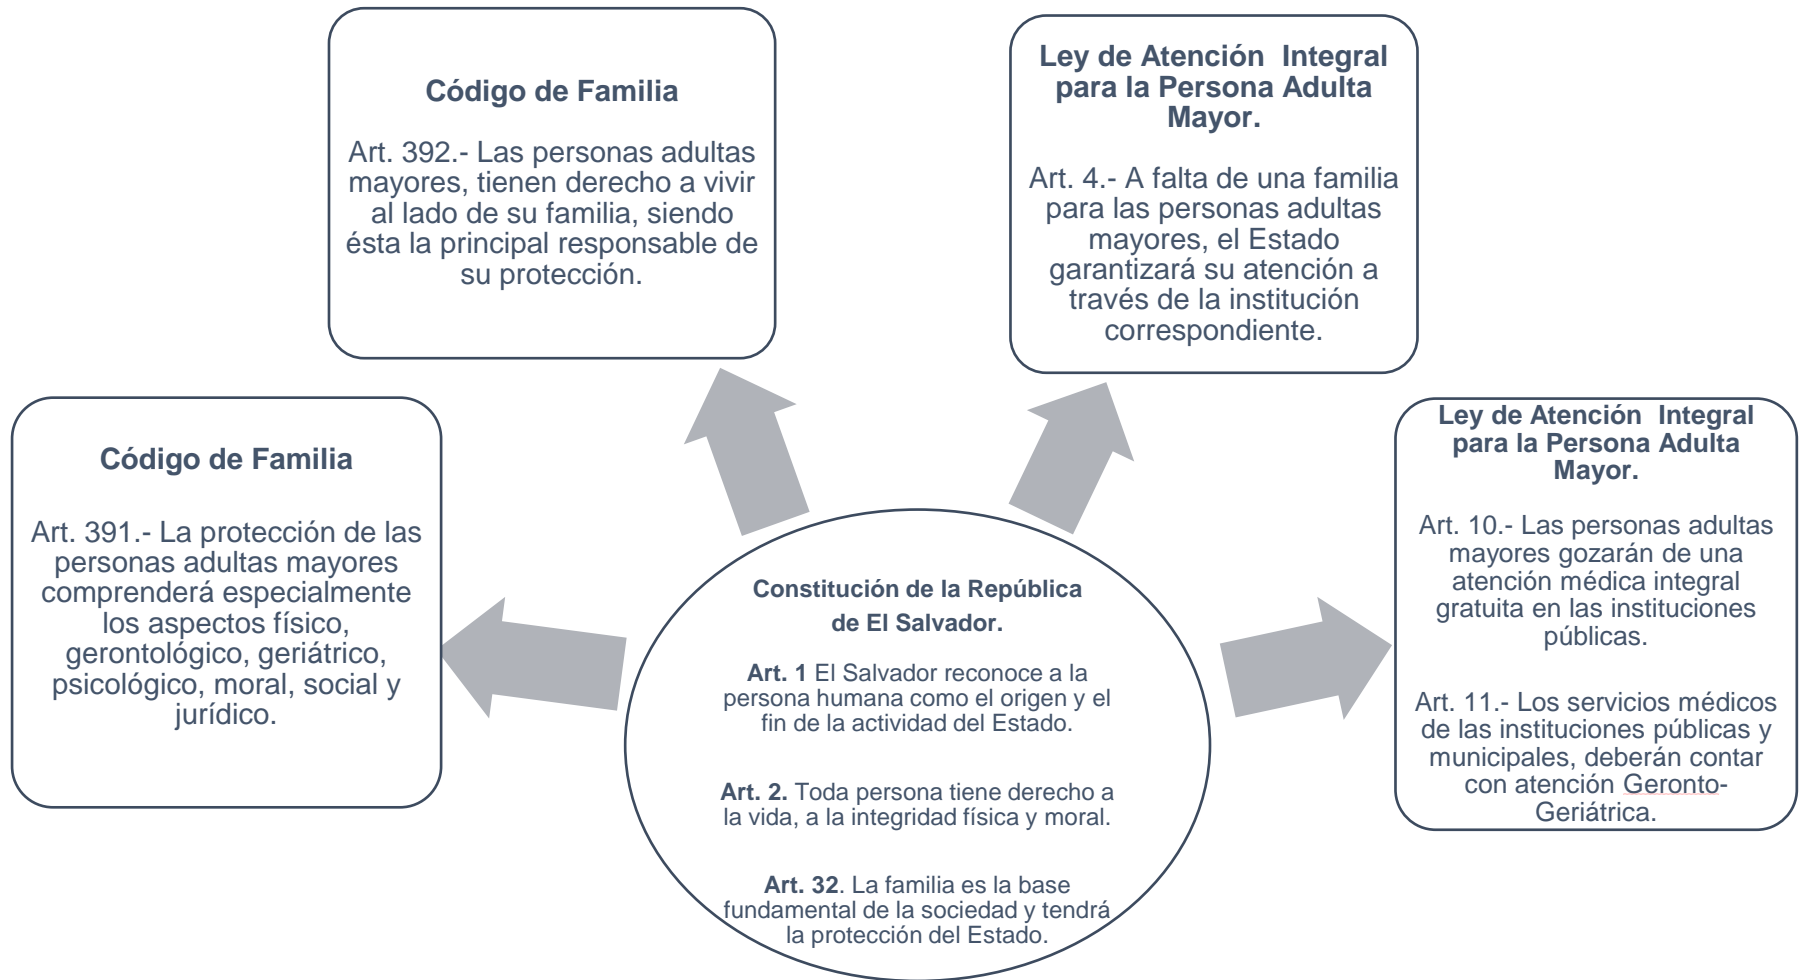 Código de Familia
Art. 392.- Las personas adultas
mayores, tienen derecho a vivir
al lado de su familia, siendo
ésta la principal responsable de
su protección.
Ley de Atención  Integral
para la Persona Adulta
Mayor.
Art. 4.- A falta de una familia
para las personas adultas
mayores, el Estado
garantizará su atención a
través de la institución
correspondiente.
Código de Familia
Art. 391.- La protección de las
personas adultas mayores
comprenderá especialmente
los aspectos físico,
gerontológico, geriátrico,
psicológico, moral, social y
jurídico.
Ley de Atención  Integral
para la Persona Adulta
Mayor.
Art. 10.- Las personas adultas
mayores gozarán de una
atención médica integral
gratuita en las instituciones
públicas.
Art. 11.- Los servicios médicos
de las instituciones públicas y
municipales, deberán contar
con atención Geronto-
Geriátrica.
Constitución de la República
de El Salvador.
Art. 1 El Salvador reconoce a la
persona humana como el origen y el
fin de la actividad del Estado.
Art. 2. Toda persona tiene derecho a
la vida, a la integridad física y moral.
Art. 32. La familia es la base
fundamental de la sociedad y tendrá
la protección del Estado.